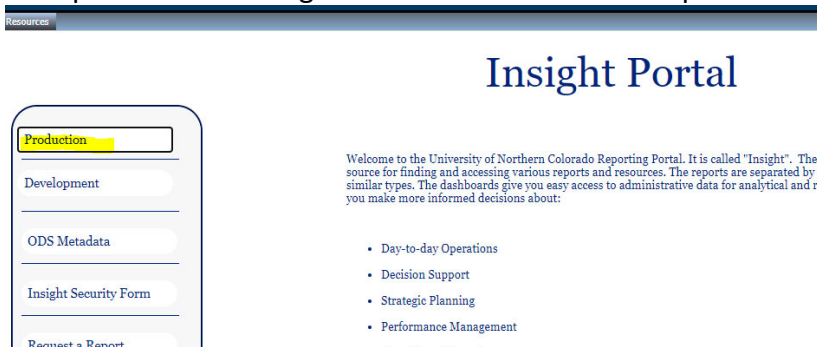 Resources
Insight Portal
Production
Development
ODS Metadata
Insight Security Form
Request a Report
Welcome to the University of Northern Colorado Reporting Portal. It is called "Insight". The
source for finding and accessing various reports and resources. The reports are separated by
similar types. The dashboards give you easy access to administrative data for analytical and r
you make more informed decisions about:
• Day-to-day Operations
• Decision Support
• Strategic Planning
• Performance Management